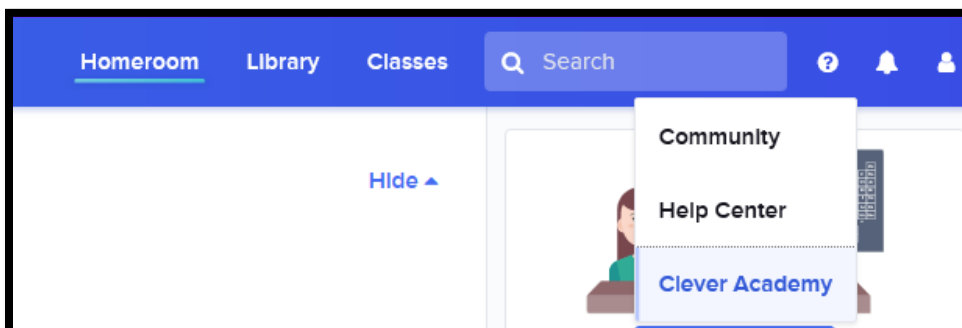 Homeroom Library Classes Search
Community
Hide
Help Center
Clever Academy